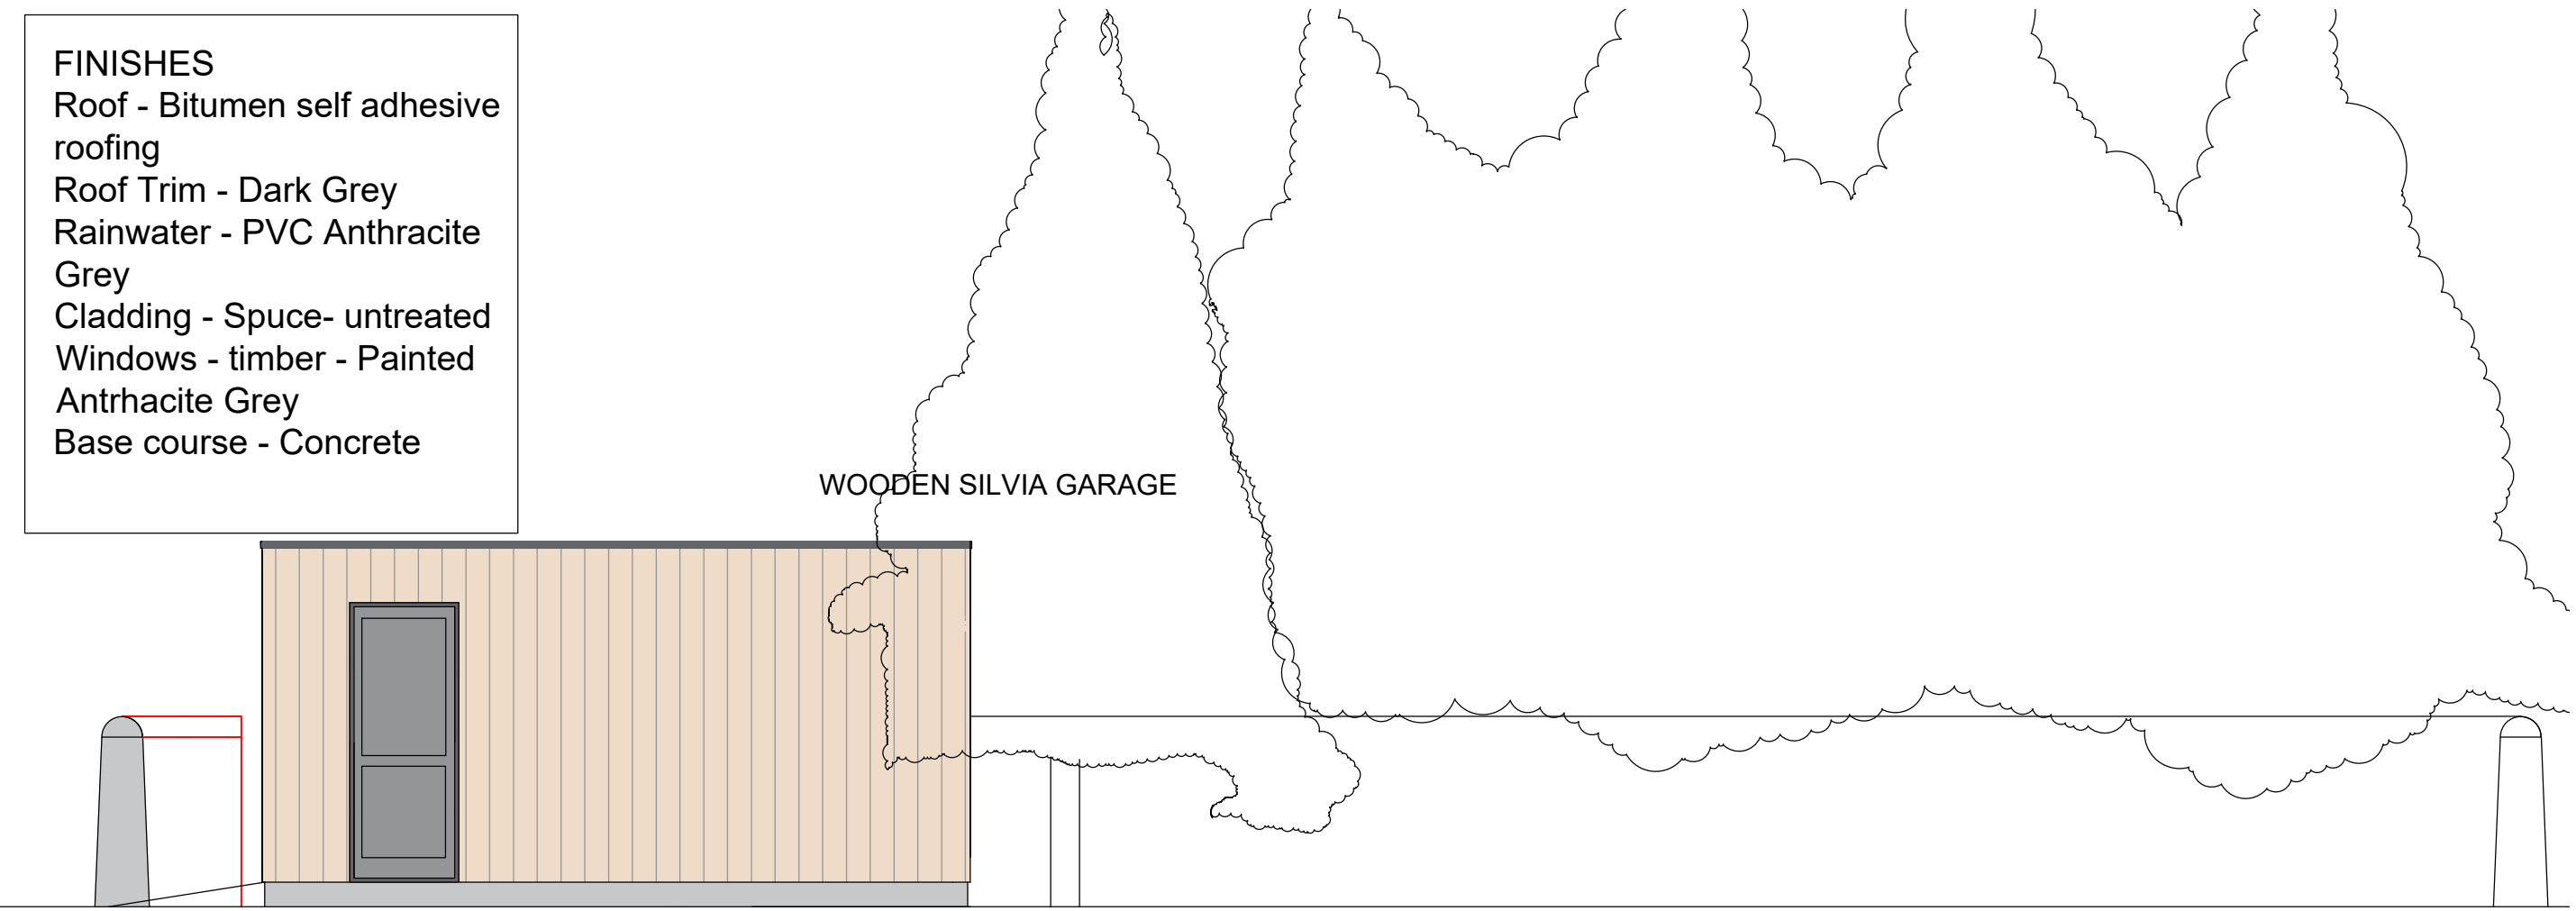 FINISHES
Roof - Bitumen self adhesive
roofing
Roof Trim - Dark Grey
Rainwater - PVC Anthracite
Grey
Cladding - Spuce- untreated
Windows - timber - Painted
Antrhacite Grey
Base course - Concrete
WOODEN SILVIA GARAGE